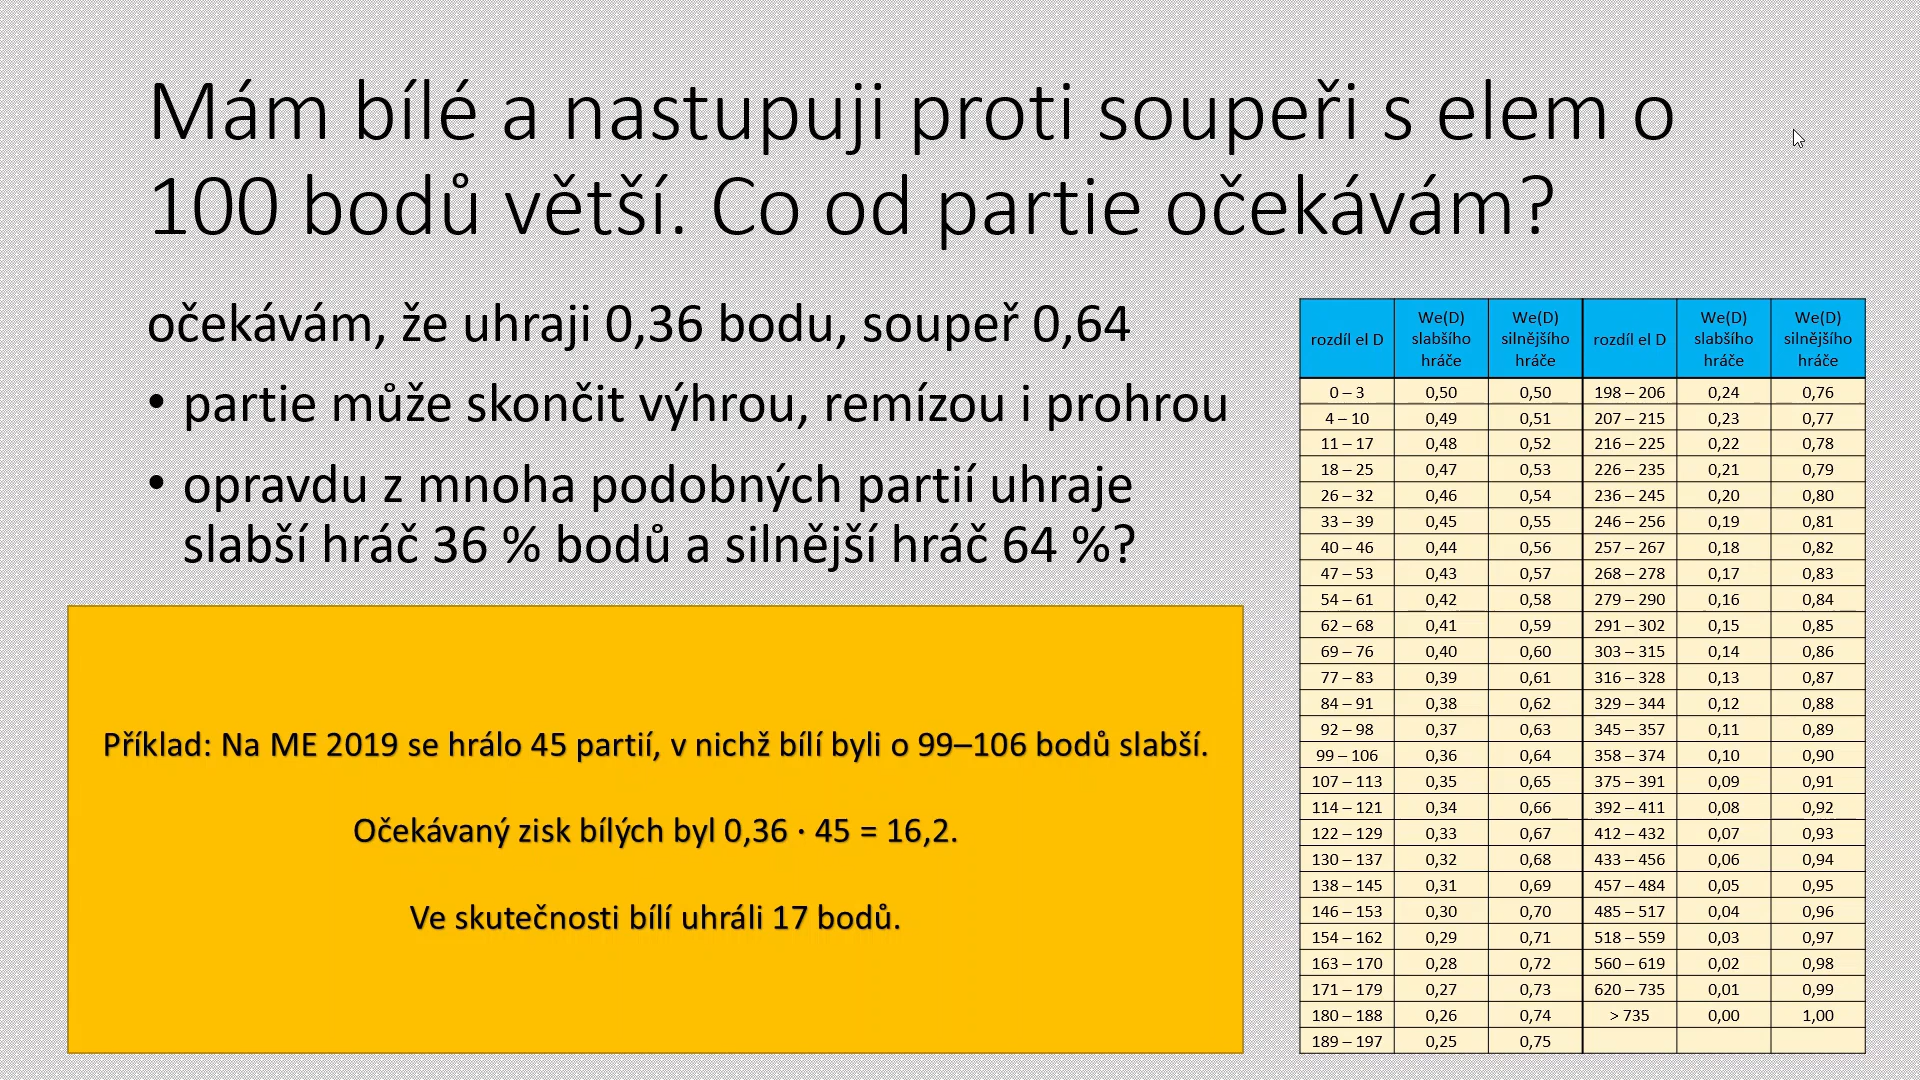 Mám bílé a nastupuji proti soupeři s elem o
100 bodů větší. Co od partie očekávám?
očekávám, že uhraji 0,36 bodu, soupeř 0,64
• partie může skončit výhrou, remízou i prohrou
• opravdu z mnoha podobných partií uhraje
slabší hráč 36 % bodů a silnější hráč 64 %?
Příklad: Na ME 2019 se hrálo 45 partií, v nichž bílí byli o 99–106 bodů slabší.
Očekávaný zisk bílých byl 0,36 · 45 = 16,2.
Ve skutečnosti bílí uhráli 17 bodů.
rozdíl el D We(D) slabšího hráče We(D) silnějšího hráče rozdíl el D We(D) slabšího hráče We(D) silnějšího hráče
0 – 3 0,50 0,50 198 – 206 0,24 0,76
4 – 10 0,49 0,51 207 – 215 0,23 0,77
11 – 17 0,48 0,52 216 – 225 0,22 0,78
18 – 25 0,47 0,53 226 – 235 0,21 0,79
26 – 32 0,46 0,54 236 – 245 0,20 0,80
33 – 39 0,45 0,55 246 – 256 0,19 0,81
40 – 46 0,44 0,56 257 – 267 0,18 0,82
47 – 53 0,43 0,57 268 – 278 0,17 0,83
54 – 61 0,42 0,58 279 – 290 0,16 0,84
62 – 68 0,41 0,59 291 – 302 0,15 0,85
69 – 76 0,40 0,60 303 – 315 0,14 0,86
77 – 83 0,39 0,61 316 – 328 0,13 0,87
84 – 91 0,38 0,62 329 – 344 0,12 0,88
92 – 98 0,37 0,63 345 – 357 0,11 0,89
99 – 106 0,36 0,64 358 – 374 0,10 0,90
107 – 113 0,35 0,65 375 – 391 0,09 0,91
114 – 121 0,34 0,66 392 – 411 0,08 0,92
122 – 129 0,33 0,67 412 – 432 0,07 0,93
130 – 137 0,32 0,68 433 – 456 0,06 0,94
138 – 145 0,31 0,69 457 – 484 0,05 0,95
146 – 153 0,30 0,70 485 – 517 0,04 0,96
154 – 162 0,29 0,71 518 – 559 0,03 0,97
163 – 170 0,28 0,72 560 – 619 0,02 0,98
171 – 179 0,27 0,73 620 – 735 0,01 0,99
180 – 188 0,26 0,74 > 735 0,00 1,00
189 – 197 0,25 0,75